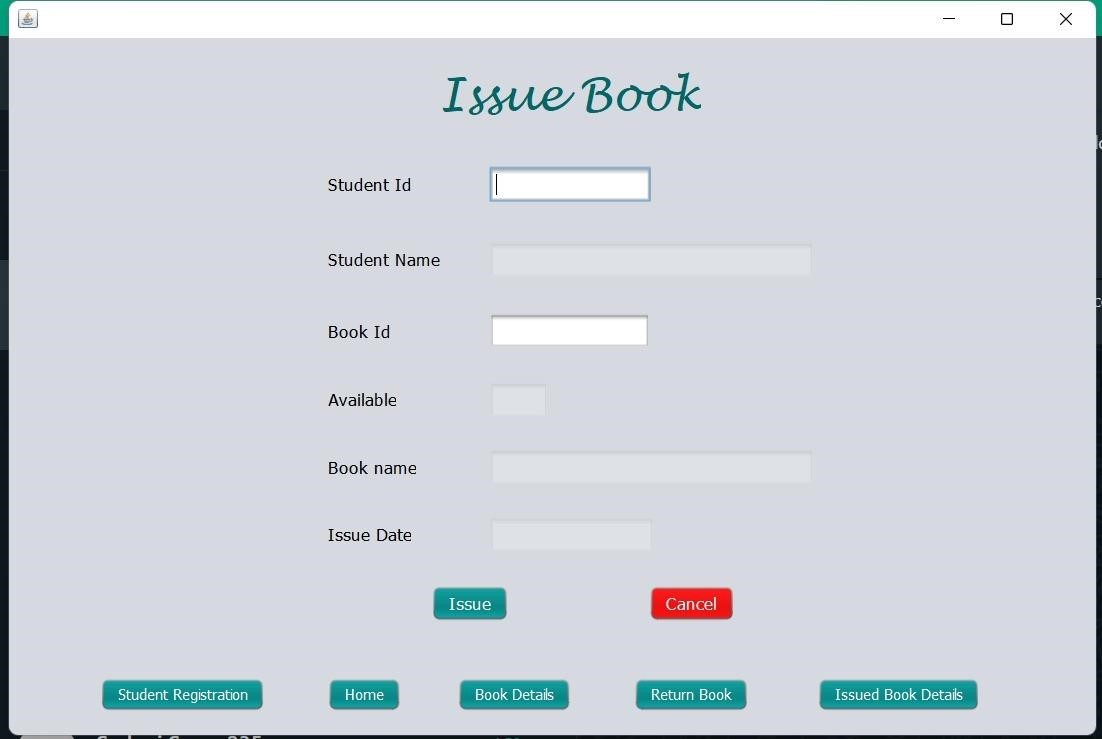 Issue Book
Student Id
Student Name
Book Id
Available
Book name
Issue Date
Issue Cancel
Student Registration Home Book Details Return Book Issued Book Details